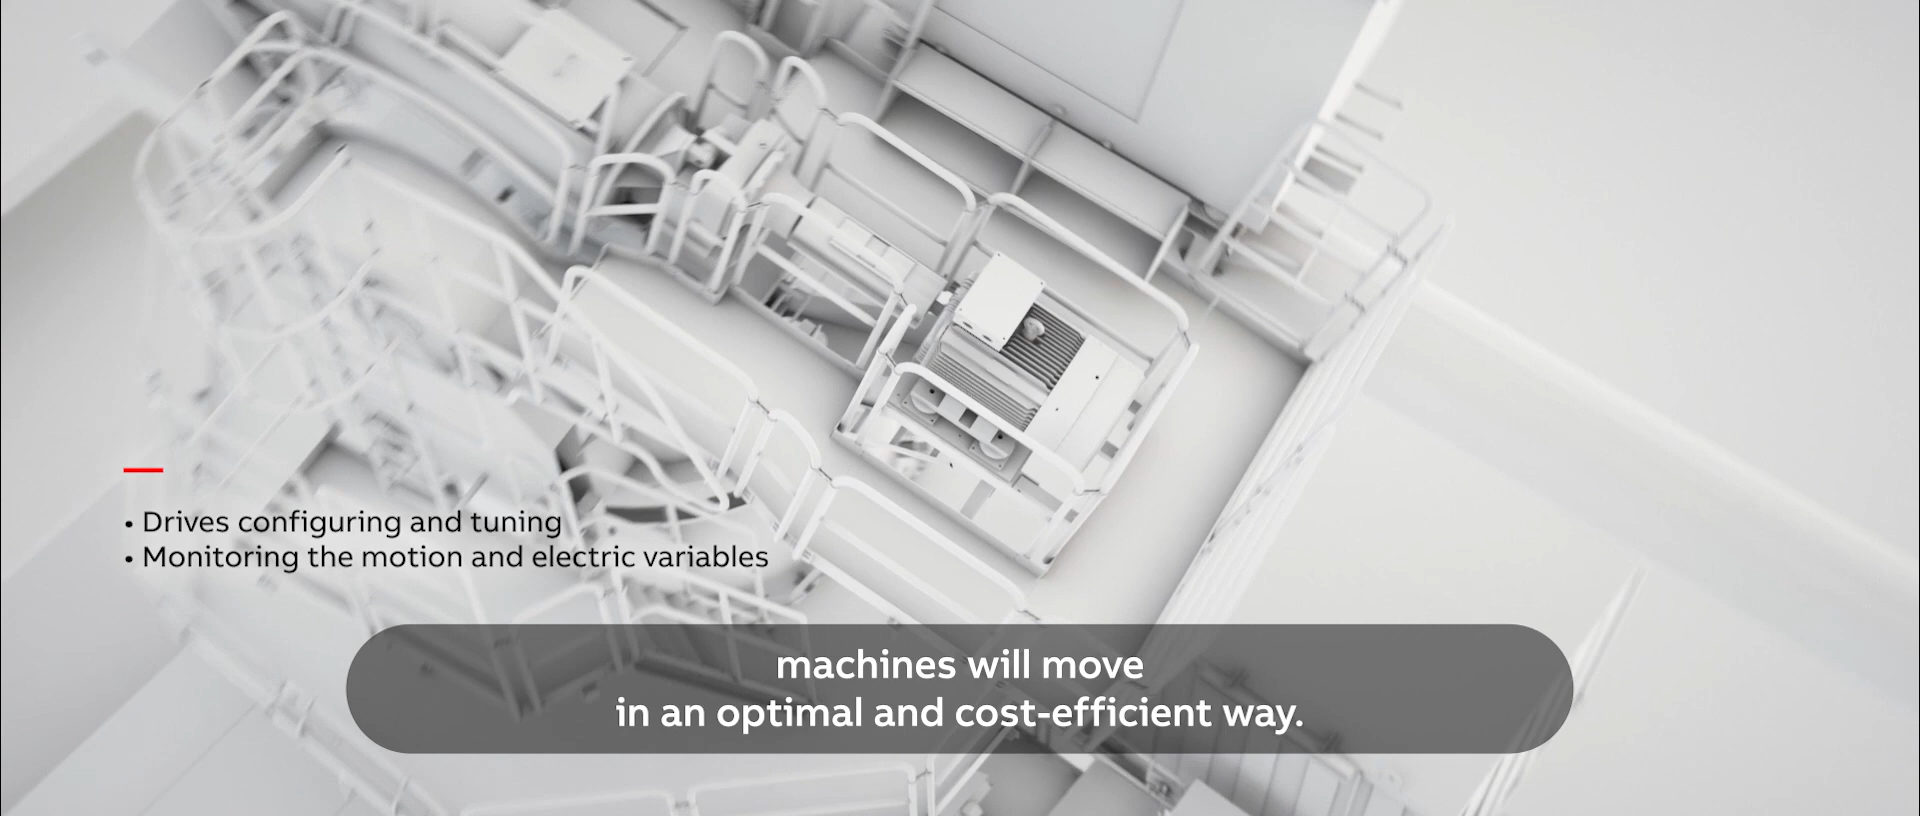 • Drives configuring and tuning
• Monitoring the motion and electric variables
machines will move
in an optimal and cost-efficient way.